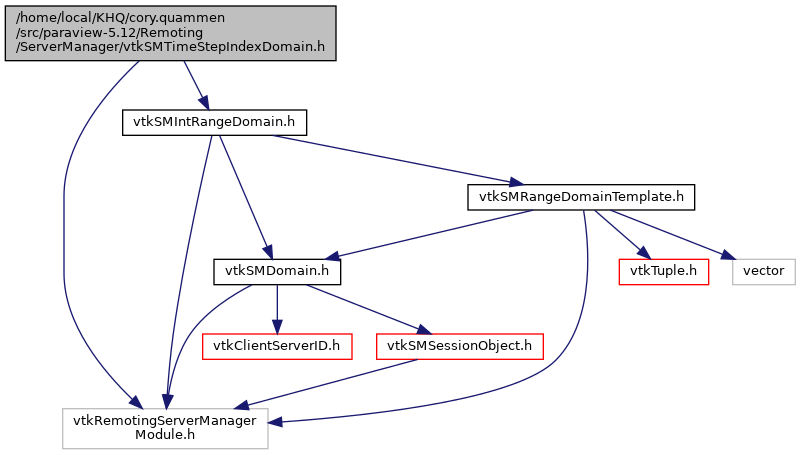 /home/local/KHQ/cory.quammen
/src/paraview-5.12/Remoting
/ServerManager/vtkSMTimeStepIndexDomain.h
vtkSMIntRangeDomain.h
vtkSMRangeDomainTemplate.h
vtkSMDomain.h
vtkTuple.h
vector
vtkClientServerID.h
vtkSMSessionObject.h
vtkRemotingServerManager
Module.h